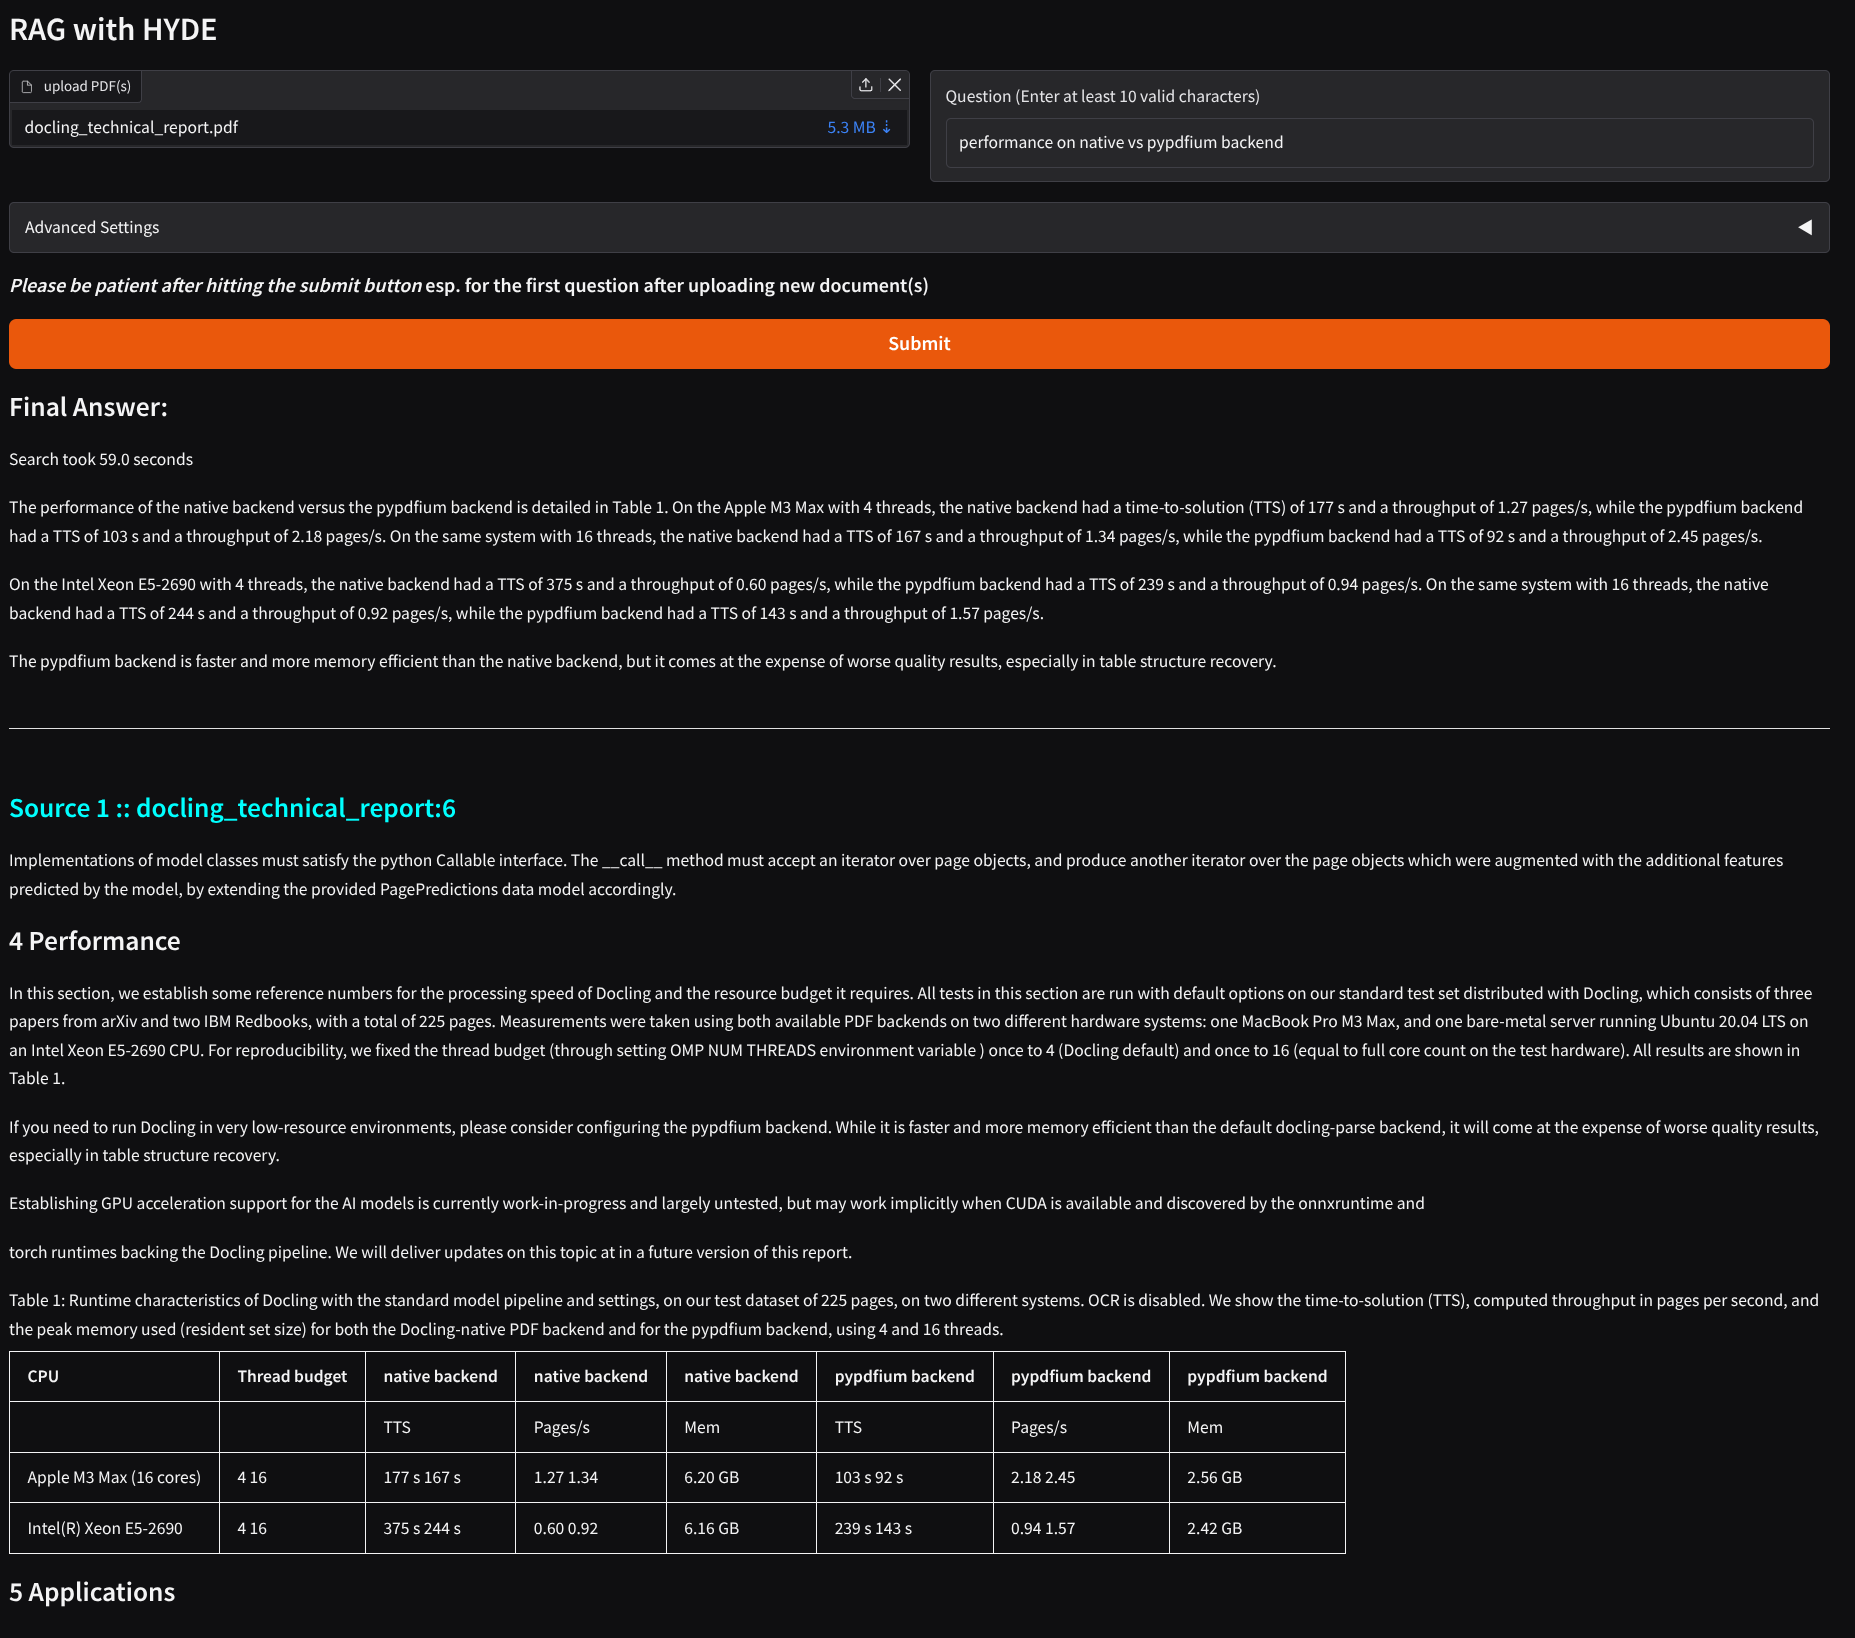 RAG with HYDE
upload PDF(s)
docling_technical_report.pdf
5.3 MB ⇣
Question (Enter at least 10 valid characters)
performance on native vs pypdfium backend
Advanced Settings
Please be patient after hitting the submit button esp. for the first question after uploading new document(s)
Submit
Final Answer:
Search took 59.0 seconds
The performance of the native backend versus the pypdfium backend is detailed in Table 1. On the Apple M3 Max with 4 threads, the native backend had a time-to-solution (TTS) of 177 s and a throughput of 1.27 pages/s, while the pypdfium backend
had a TTS of 103 s and a throughput of 2.18 pages/s. On the same system with 16 threads, the native backend had a TTS of 167 s and a throughput of 1.34 pages/s, while the pypdfium backend had a TTS of 92 s and a throughput of 2.45 pages/s.
On the Intel Xeon E5-2690 with 4 threads, the native backend had a TTS of 375 s and a throughput of 0.60 pages/s, while the pypdfium backend had a TTS of 239 s and a throughput of 0.94 pages/s. On the same system with 16 threads, the native
backend had a TTS of 244 s and a throughput of 0.92 pages/s, while the pypdfium backend had a TTS of 143 s and a throughput of 1.57 pages/s.
The pypdfium backend is faster and more memory efficient than the native backend, but it comes at the expense of worse quality results, especially in table structure recovery.
Source 1 :: docling_technical_report:6
Implementations of model classes must satisfy the python Callable interface. The __call__ method must accept an iterator over page objects, and produce another iterator over the page objects which were augmented with the additional features
predicted by the model, by extending the provided PagePredictions data model accordingly.
4 Performance
In this section, we establish some reference numbers for the processing speed of Docling and the resource budget it requires. All tests in this section are run with default options on our standard test set distributed with Docling, which consists of three
papers from arXiv and two IBM Redbooks, with a total of 225 pages. Measurements were taken using both available PDF backends on two different hardware systems: one MacBook Pro M3 Max, and one bare-metal server running Ubuntu 20.04 LTS on
an Intel Xeon E5-2690 CPU. For reproducibility, we fixed the thread budget (through setting OMP NUM THREADS environment variable ) once to 4 (Docling default) and once to 16 (equal to full core count on the test hardware). All results are shown in
Table 1.
If you need to run Docling in very low-resource environments, please consider configuring the pypdfium backend. While it is faster and more memory efficient than the default docling-parse backend, it will come at the expense of worse quality results,
especially in table structure recovery.
Establishing GPU acceleration support for the AI models is currently work-in-progress and largely untested, but may work implicitly when CUDA is available and discovered by the onnxruntime and
torch runtimes backing the Docling pipeline. We will deliver updates on this topic at in a future version of this report.
Table 1: Runtime characteristics of Docling with the standard model pipeline and settings, on our test dataset of 225 pages, on two different systems. OCR is disabled. We show the time-to-solution (TTS), computed throughput in pages per second, and
the peak memory used (resident set size) for both the Docling-native PDF backend and for the pypdfium backend, using 4 and 16 threads.
CPU Thread budget native backend native backend native backend pypdfium backend pypdfium backend pypdfium backend
TTS Pages/s Mem TTS Pages/s Mem
Apple M3 Max (16 cores) 4 16 177 s 167 s 1.27 1.34 6.20 GB 103 s 92 s 2.18 2.45 2.56 GB
Intel(R) Xeon E5-2690 4 16 375 s 244 s 0.60 0.92 6.16 GB 239 s 143 s 0.94 1.57 2.42 GB
5 Applications